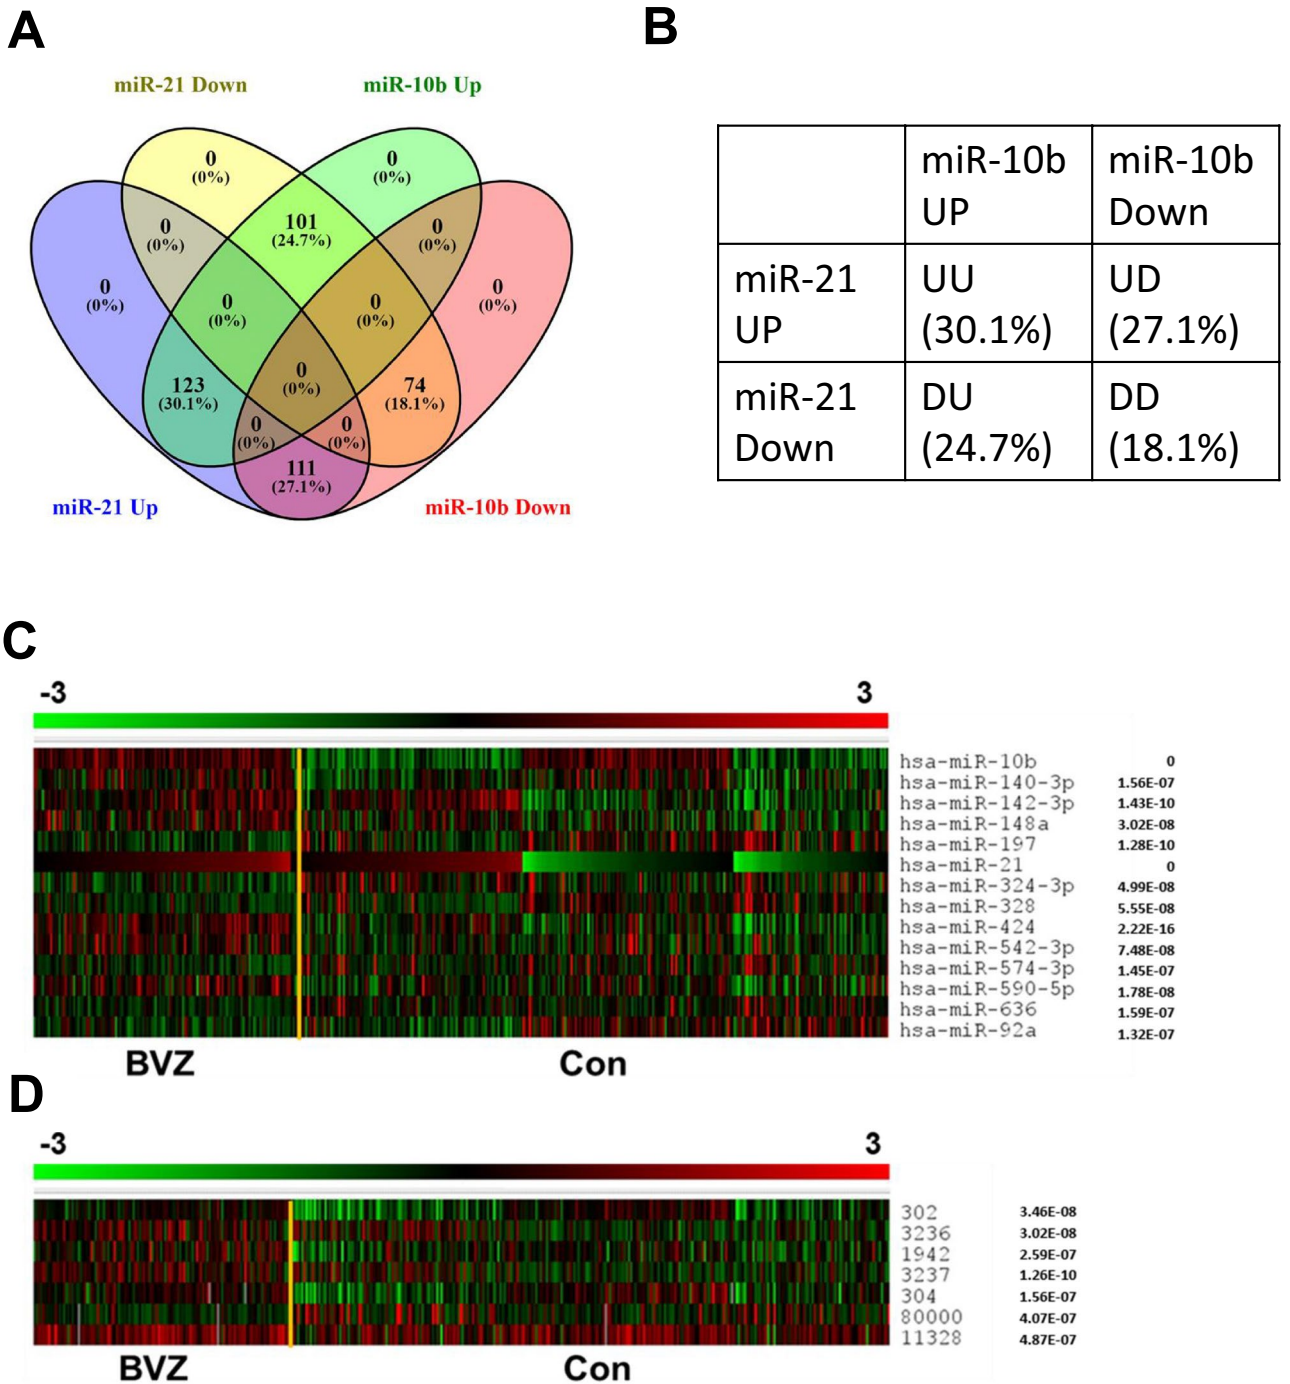 A
B
miR-21 Down
miR-10b Up
0
(0%)
0
(0%)
0
(0%)
101
(24.7%)
0
(0%)
0
(0%)
0
(0%)
0
(0%)
0
(0%)
123
(30.1%)
0
(0%)
74
(18.1%)
0
(0%)
0
(0%)
111
(27.1%)
miR-21 Up
miR-10b Down
miR-10b
UP
miR-10b
Down
miR-21
UP
UU
(30.1%)
UD
(27.1%)
miR-21
Down
DU
(24.7%)
DD
(18.1%)
C
-3
3
hsa-miR-10b 0
hsa-miR-140-3p 1.56E-07
hsa-miR-142-3p 1.43E-10
hsa-miR-148a 3.02E-08
hsa-miR-197 1.28E-10
hsa-miR-21 0
hsa-miR-324-3p 4.99E-08
hsa-miR-328 5.55E-08
hsa-miR-424 2.22E-16
hsa-miR-542-3p 7.48E-08
hsa-miR-574-3p 1.45E-07
hsa-miR-590-5p 1.78E-08
hsa-miR-636 1.59E-07
hsa-miR-92a 1.32E-07
BVZ
Con
D
-3
3
302 3.46E-08
3236 3.02E-08
1942 2.59E-07
3237 1.26E-10
304 1.56E-07
80000 4.07E-07
11328 4.87E-07
BVZ
Con